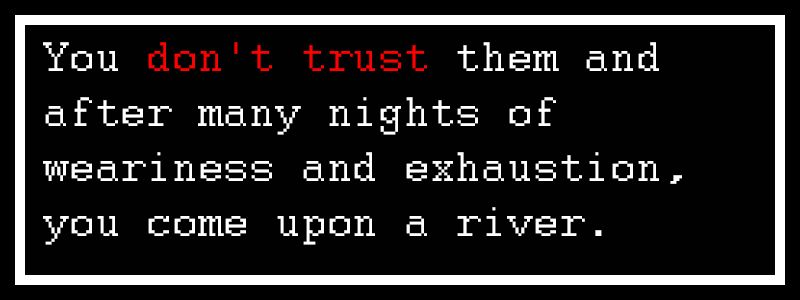 You don't trust them and
after many nights of
weariness and exhaustion,
you come upon a river.